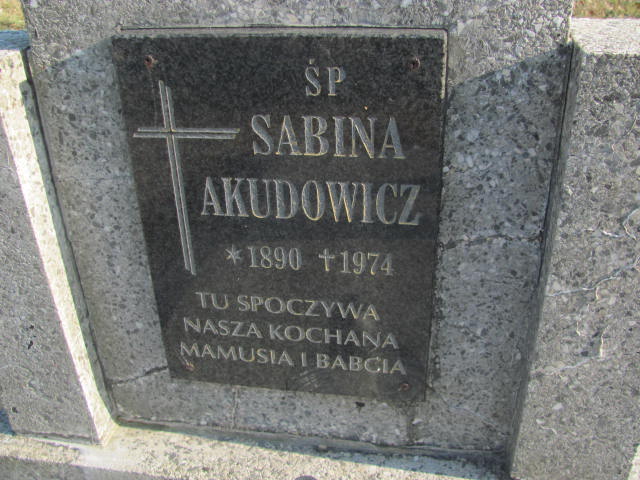 ŚP
SABINA
AKUDOWICZ
* 1890 † 1974
TU SPOCZYWA
NASZA KOCHANA
MAMUSIA I BABCIA